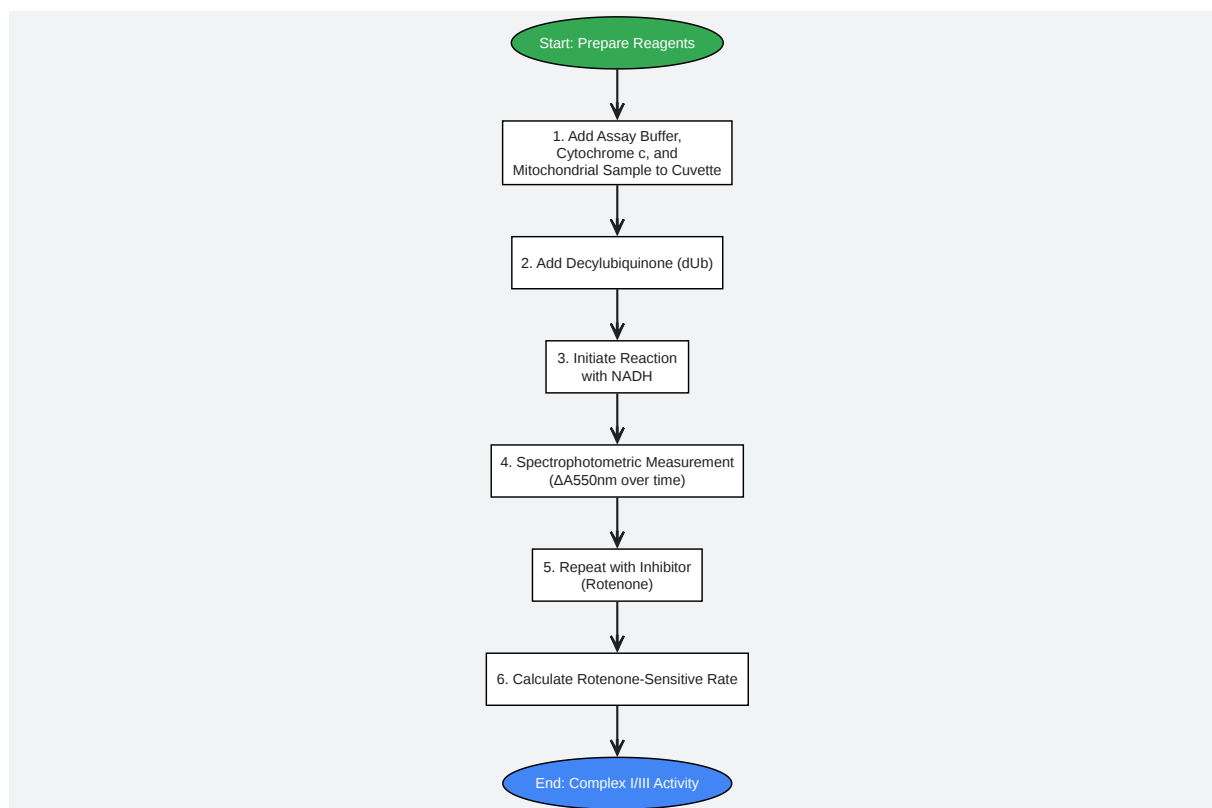 Start: Prepare Reagents
1. Add Assay Buffer,
Cytochrome c, and
Mitochondrial Sample to Cuvette
2. Add Decylubiquinone (dUb)
3. Initiate Reaction
with NADH
4. Spectrophotometric Measurement
(ΔA550nm over time)
5. Repeat with Inhibitor
(Rotenone)
6. Calculate Rotenone-Sensitive Rate
End: Complex I/III Activity